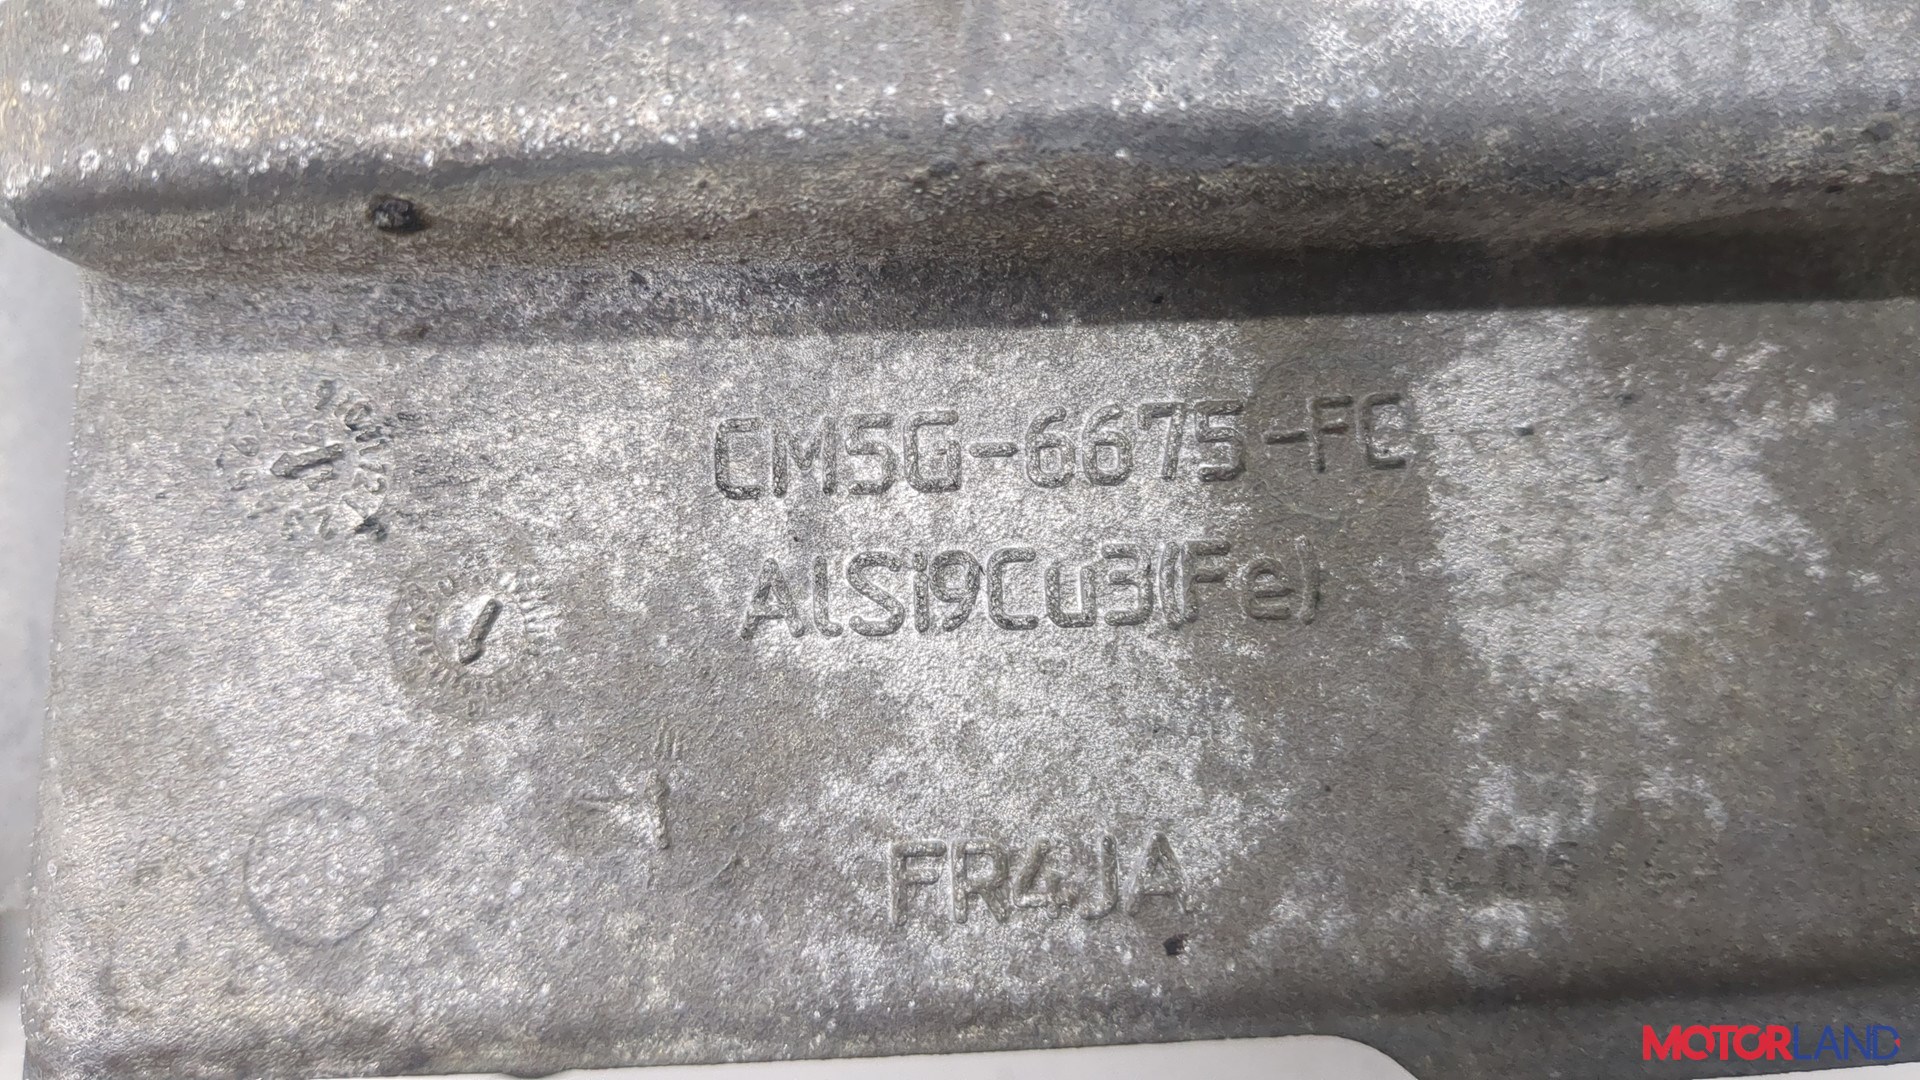 CM5G-6675-FC
AlSi9Cu3(Fe)
FR4JA
MOTORLAND